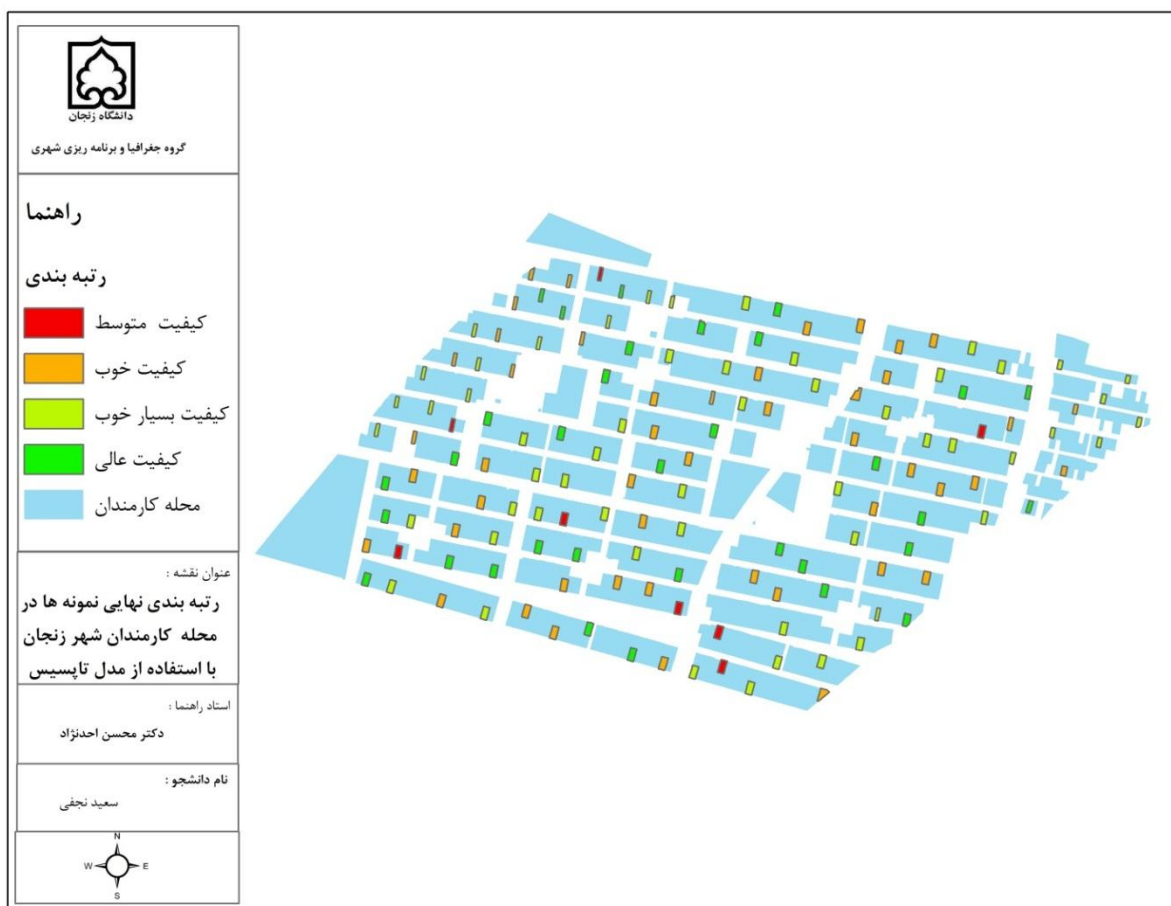 دانشگاه زنجان
گروه جغرافیا و برنامه ریزی شهری
راهنما
رتبه بندی
کیفیت متوسط
کیفیت خوب
کیفیت بسیار خوب
کیفیت عالی
محله کارمندان
عنوان نقشه :
رتبه بندی نهایی نمونه ها در
محله کارمندان شهر زنجان
با استفاده از مدل تاپسیس
استاد راهنما :
دکتر محسن احدنژاد
نام دانشجو :
سعید نجفی
N
W E
S